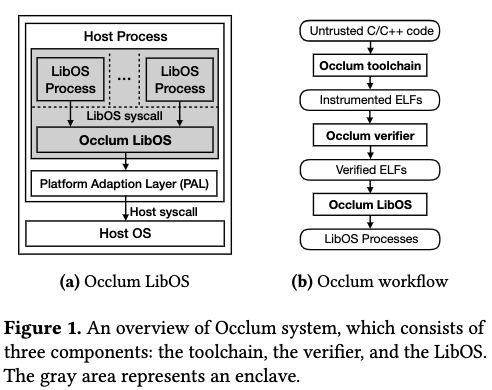 Host Process
LibOS
Process
...
LibOS
Process
LibOS syscall
Occlum LibOS
Platform Adaption Layer (PAL)
Host syscall
Host OS
(a) Occlum LibOS
Untrusted C/C++ code
Occlum toolchain
Instrumented ELFs
Occlum verifier
Verified ELFs
Occlum LibOS
LibOS Processes
(b) Occlum workflow
Figure 1. An overview of Occlum system, which consists of
three components: the toolchain, the verifier, and the LibOS.
The gray area represents an enclave.